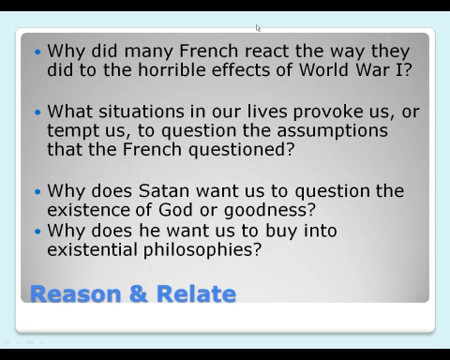 Why did many French react the way they
did to the horrible effects of World War I?
What situations in our lives provoke us, or
tempt us, to question the assumptions
that the French questioned?
Why does Satan want us to question the
existence of God or goodness?
Why does he want us to buy into
existential philosophies?
Reason & Relate